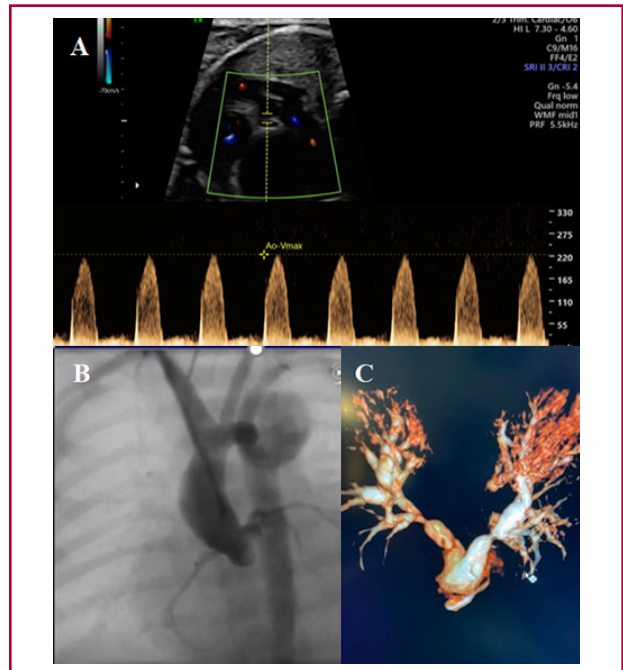 A
2/3 Trim. Cardiac/OB
HI L 7.30 - 4.60
Gn 1
C9/M16
FF4/E2
SRI II 3/CRI 2
Gn -5.4
Frq low
Qual norm
WMF mid1
PRF 5.5kHz
-70cm/s
Ao-Vmax
330
275
220
165
110
55
B
C